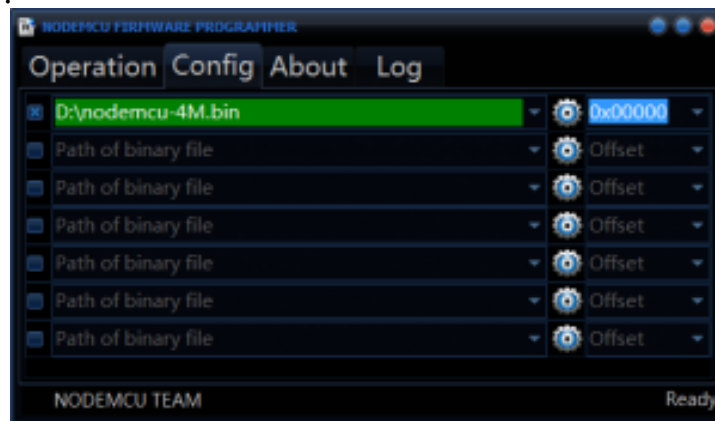 NODEMCU FIRMWARE PROGRAMMER
Operation Config About Log
D:\nodemcu-4M.bin 0x00000
Path of binary file Offset
Path of binary file Offset
Path of binary file Offset
Path of binary file Offset
Path of binary file Offset
Path of binary file Offset
NODEMCU TEAM Ready